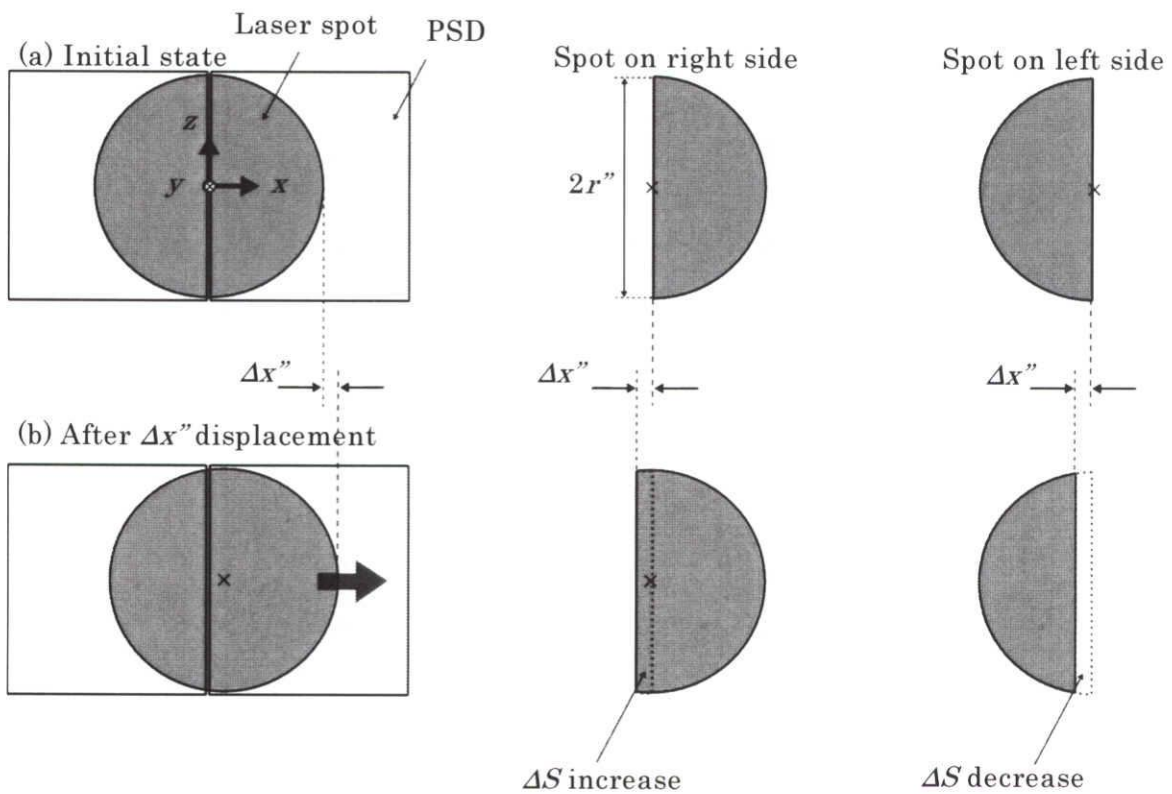 Laser spot
PSD
(a) Initial state
Spot on right side
Spot on left side
z
y
x
2r”
Δx”
Δx”
Δx”
(b) After Δx” displacement
ΔS increase
ΔS decrease